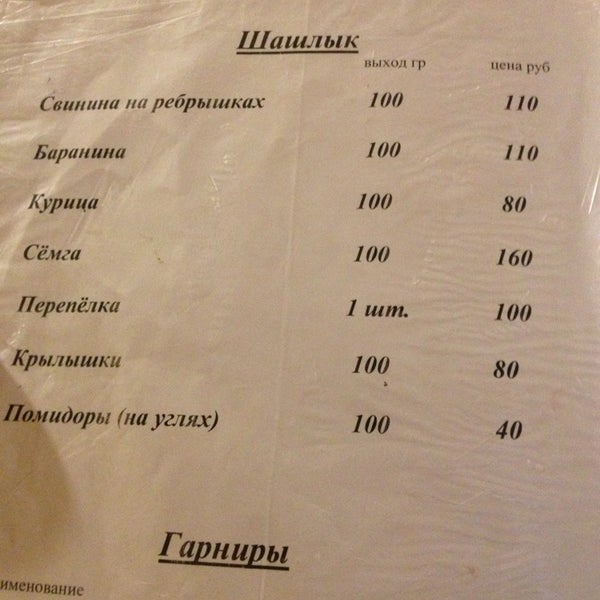 Шашлык
выход гр цена руб
Свинина на ребрышках 100 110
Баранина 100 110
Курица 100 80
Сёмга 100 160
Перепёлка 1 шт. 100
Крылышки 100 80
Помидоры (на углях) 100 40
Гарниры
именование